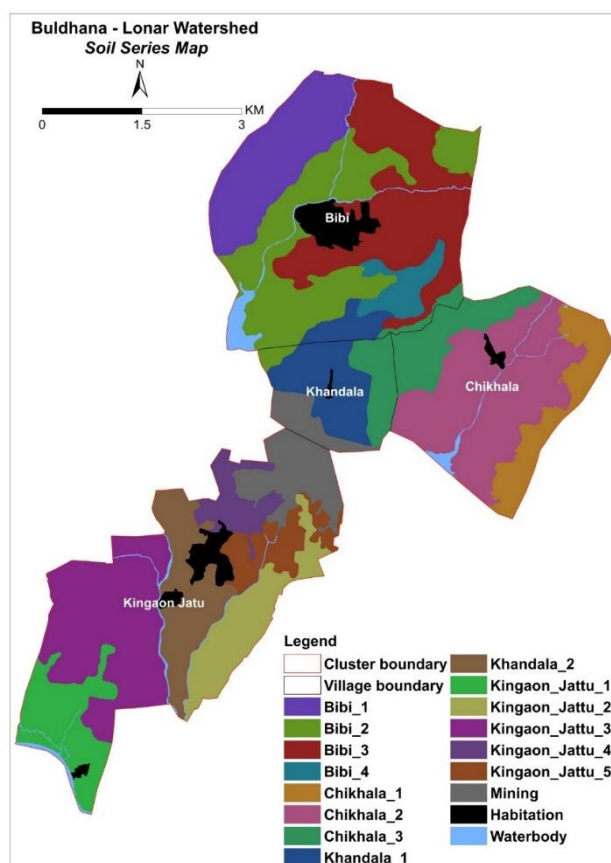 Buldhana - Lonar Watershed
Soil Series Map
N
KM
0 1.5 3
Bibi
Khandala
Chikhala
Kingaon Jatu
Legend
Cluster boundary
Village boundary
Bibi_1
Bibi_2
Bibi_3
Bibi_4
Chikhala_1
Chikhala_2
Chikhala_3
Khandala_1
Khandala_2
Kingaon_Jattu_1
Kingaon_Jattu_2
Kingaon_Jattu_3
Kingaon_Jattu_4
Kingaon_Jattu_5
Mining
Habitation
Waterbody